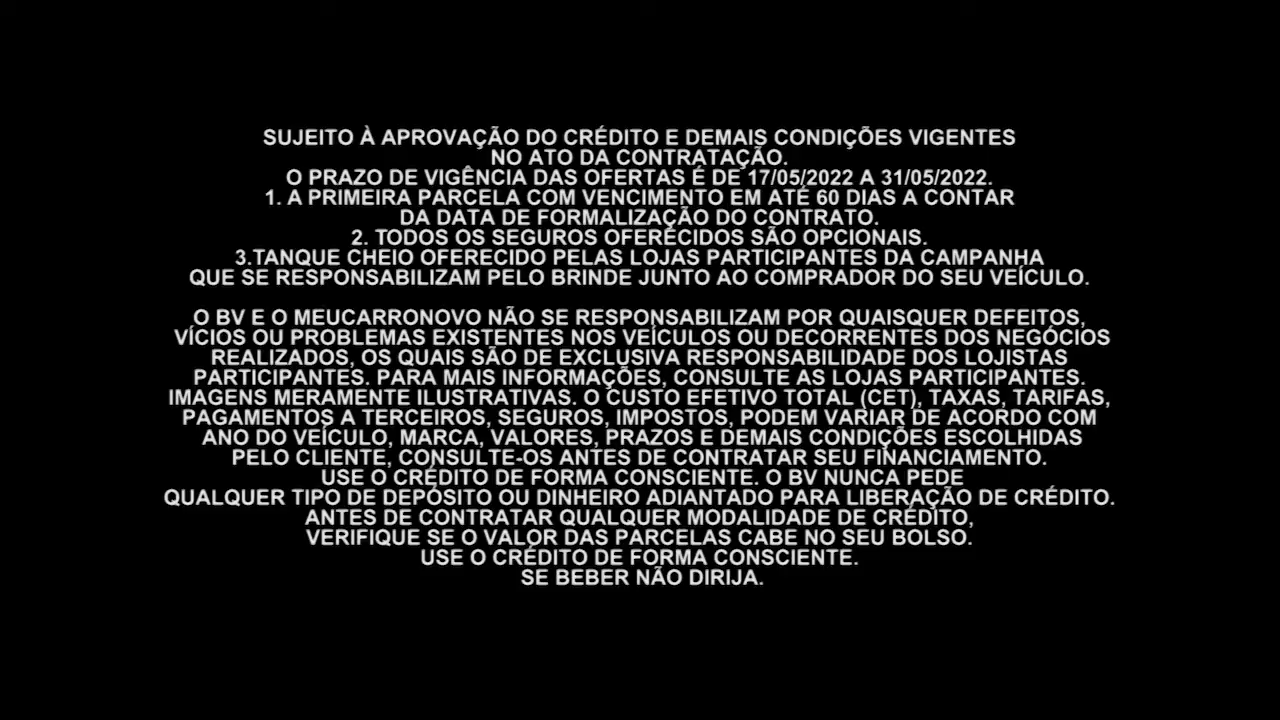 SUJEITO À APROVAÇÃO DO CRÉDITO E DEMAIS CONDIÇÕES VIGENTES
NO ATO DA CONTRATAÇÃO.
O PRAZO DE VIGÊNCIA DAS OFERTAS É DE 17/05/2022 A 31/05/2022.
1. A PRIMEIRA PARCELA COM VENCIMENTO EM ATÉ 60 DIAS A CONTAR
DA DATA DE FORMALIZAÇÃO DO CONTRATO.
2. TODOS OS SEGUROS OFERECIDOS SÃO OPCIONAIS.
3.TANQUE CHEIO OFERECIDO PELAS LOJAS PARTICIPANTES DA CAMPANHA
QUE SE RESPONSABILIZAM PELO BRINDE JUNTO AO COMPRADOR DO SEU VEÍCULO.
O BV E O MEUCARRONOVO NÃO SE RESPONSABILIZAM POR QUAISQUER DEFEITOS,
VÍCIOS OU PROBLEMAS EXISTENTES NOS VEÍCULOS OU DECORRENTES DOS NEGÓCIOS
REALIZADOS, OS QUAIS SÃO DE EXCLUSIVA RESPONSABILIDADE DOS LOJISTAS
PARTICIPANTES. PARA MAIS INFORMAÇÕES, CONSULTE AS LOJAS PARTICIPANTES.
IMAGENS MERAMENTE ILUSTRATIVAS. O CUSTO EFETIVO TOTAL (CET), TAXAS, TARIFAS,
PAGAMENTOS A TERCEIROS, SEGUROS, IMPOSTOS, PODEM VARIAR DE ACORDO COM
ANO DO VEÍCULO, MARCA, VALORES, PRAZOS E DEMAIS CONDIÇÕES ESCOLHIDAS
PELO CLIENTE, CONSULTE-OS ANTES DE CONTRATAR SEU FINANCIAMENTO.
USE O CRÉDITO DE FORMA CONSCIENTE. O BV NUNCA PEDE
QUALQUER TIPO DE DEPÓSITO OU DINHEIRO ADIANTADO PARA LIBERAÇÃO DE CRÉDITO.
ANTES DE CONTRATAR QUALQUER MODALIDADE DE CRÉDITO,
VERIFIQUE SE O VALOR DAS PARCELAS CABE NO SEU BOLSO.
USE O CRÉDITO DE FORMA CONSCIENTE.
SE BEBER NÃO DIRIJA.